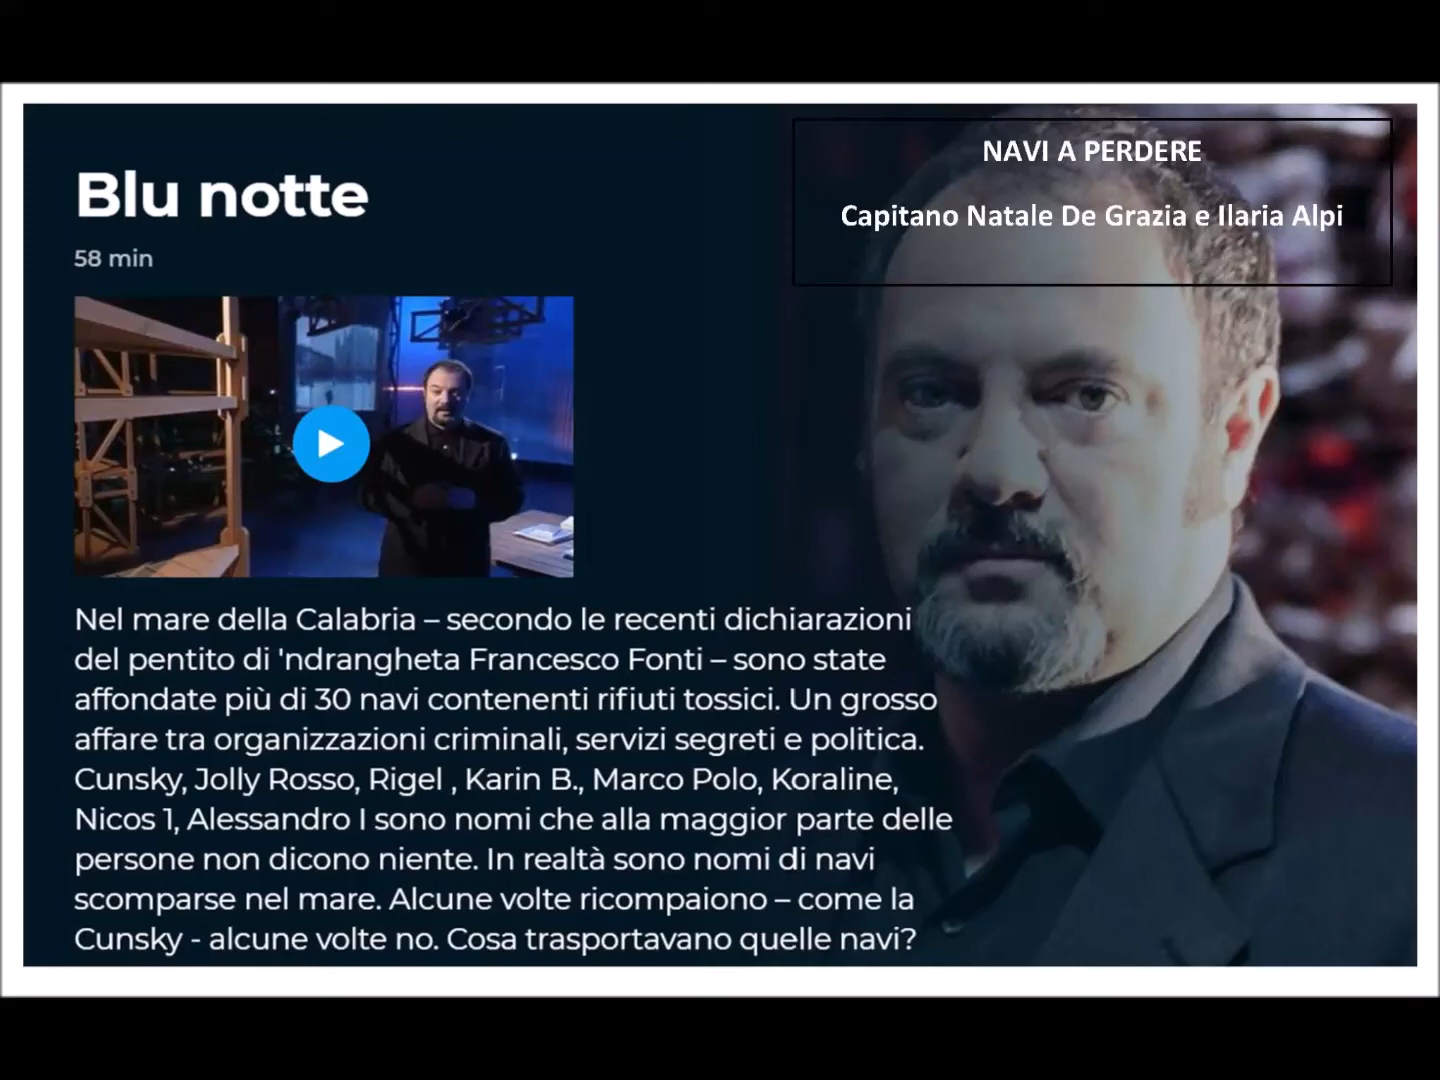 NAVI A PERDERE
Capitano Natale De Grazia e Ilaria Alpi
Blu notte
58 min
Nel mare della Calabria – secondo le recenti dichiarazioni
del pentito di 'ndrangheta Francesco Fonti – sono state
affondate più di 30 navi contenenti rifiuti tossici. Un grosso
affare tra organizzazioni criminali, servizi segreti e politica.
Cunsky, Jolly Rosso, Rigel , Karin B., Marco Polo, Koraline,
Nicos 1, Alessandro I sono nomi che alla maggior parte delle
persone non dicono niente. In realtà sono nomi di navi
scomparse nel mare. Alcune volte ricompaiono – come la
Cunsky - alcune volte no. Cosa trasportavano quelle navi?